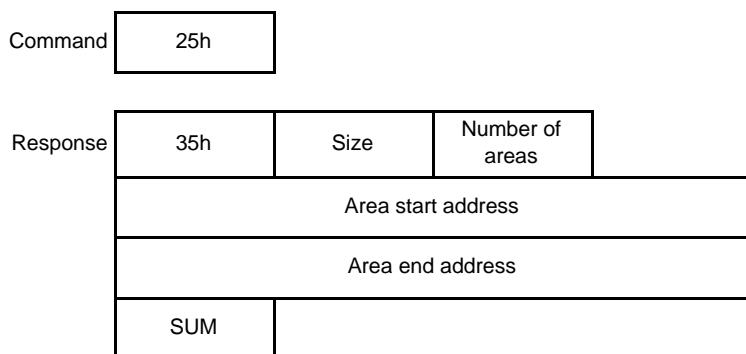 Command 25h
Response 35h Size Number of
areas
Area start address
Area end address
SUM